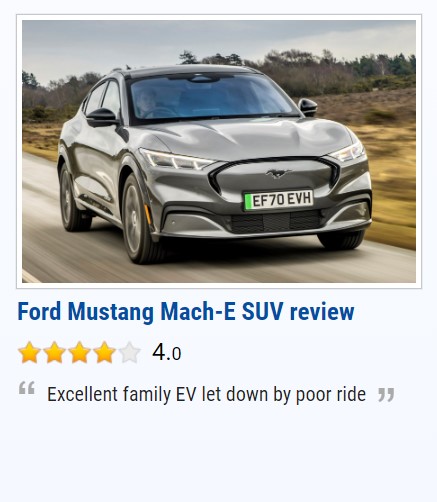 EF70 EVH
Ford Mustang Mach-E SUV review
4.0
“ Excellent family EV let down by poor ride ”